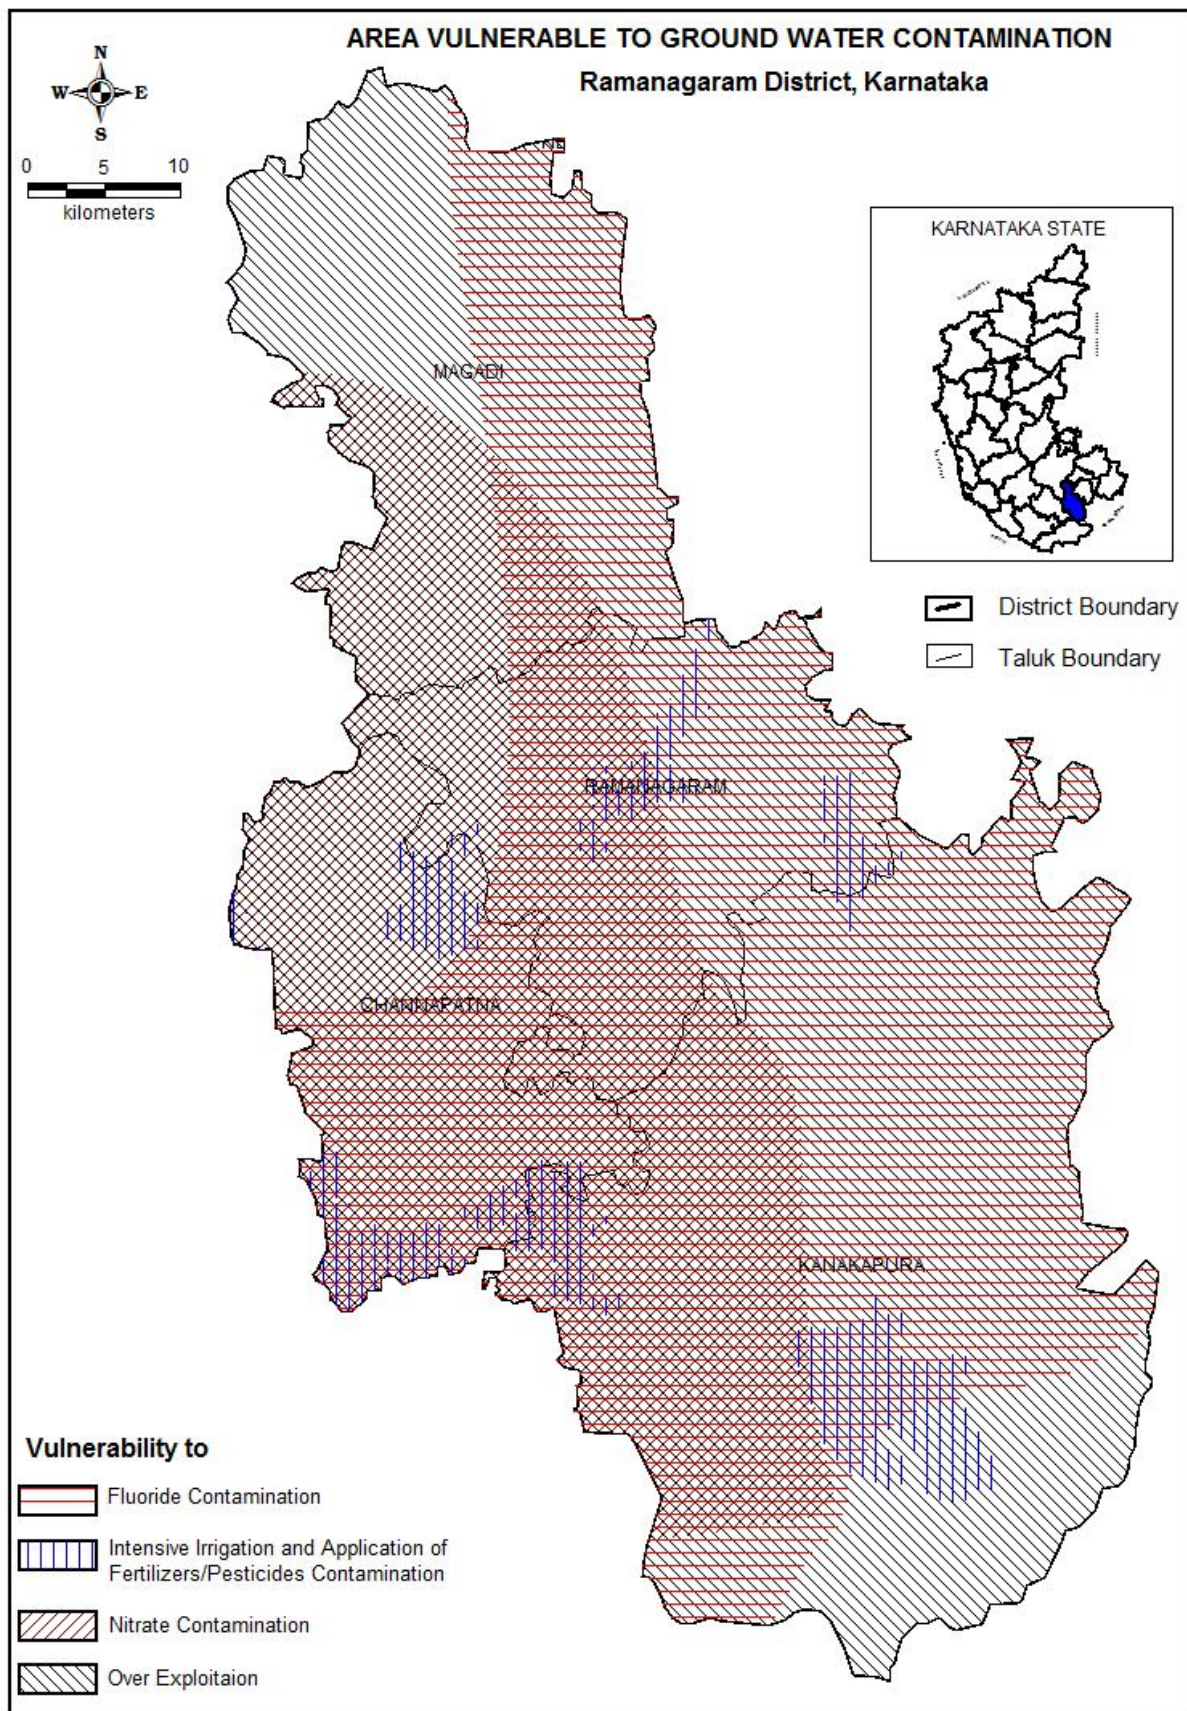 AREA VULNERABLE TO GROUND WATER CONTAMINATION
Ramanagaram District, Karnataka
N
W E
S
0 5 10
kilometers
KARNATAKA STATE
MAGADI
District Boundary
Taluk Boundary
RAMANAGARAM
CHANNAPATNA
KANAKAPURA
Vulnerability to
Fluoride Contamination
Intensive Irrigation and Application of
Fertilizers/Pesticides Contamination
Nitrate Contamination
Over Exploitaion